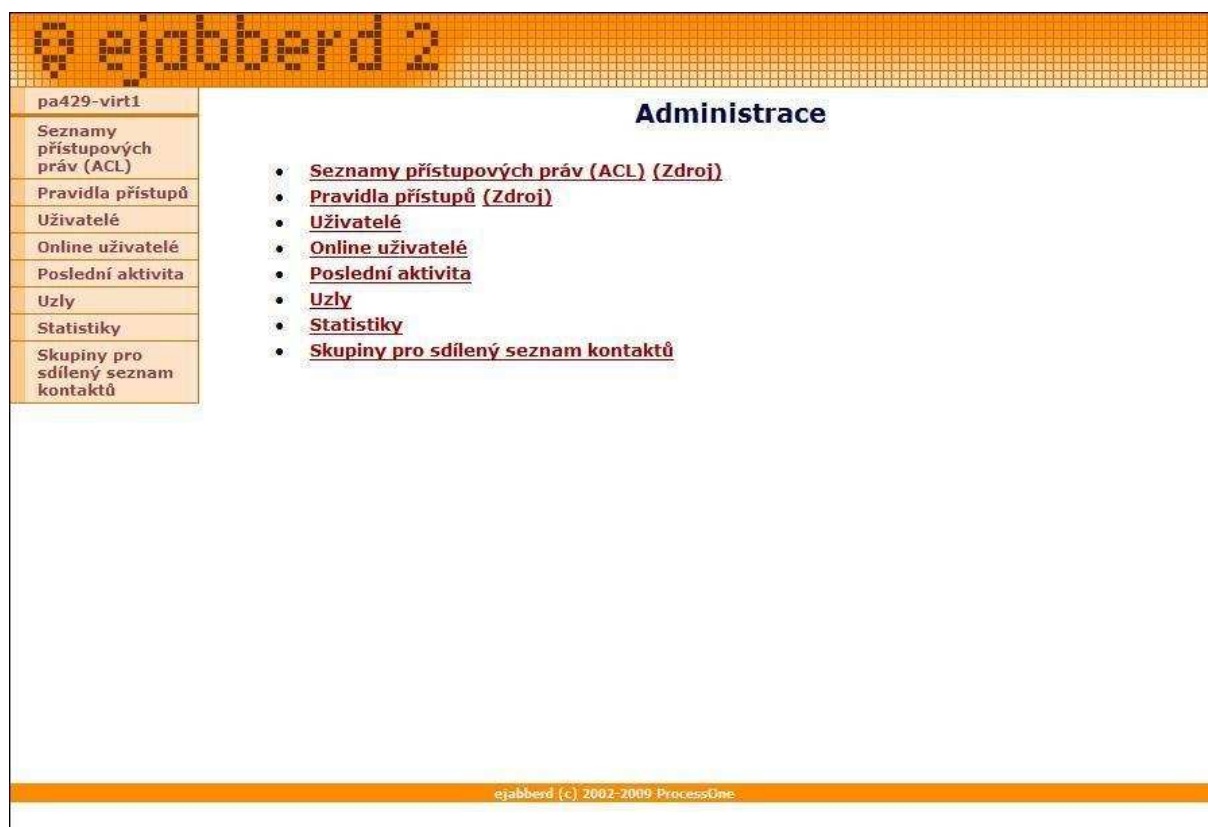 ejabberd 2
pa429-virt1
Seznamy
přístupových
práv (ACL)
Pravidla přístupů
Uživatelé
Online uživatelé
Poslední aktivita
Uzly
Statistiky
Skupiny pro
sdílený seznam
kontaktů
Administrace
Seznamy přístupových práv (ACL) (Zdroj)
Pravidla přístupů (Zdroj)
Uživatelé
Online uživatelé
Poslední aktivita
Uzly
Statistiky
Skupiny pro sdílený seznam kontaktů
ejabberd (c) 2002-2009 ProcessOne